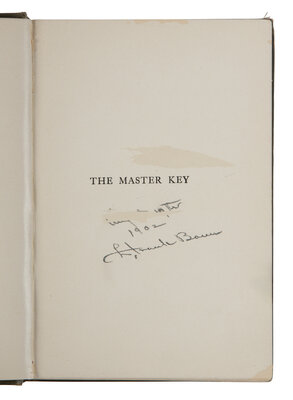 THE MASTER KEY
1902
L. Frank Baum